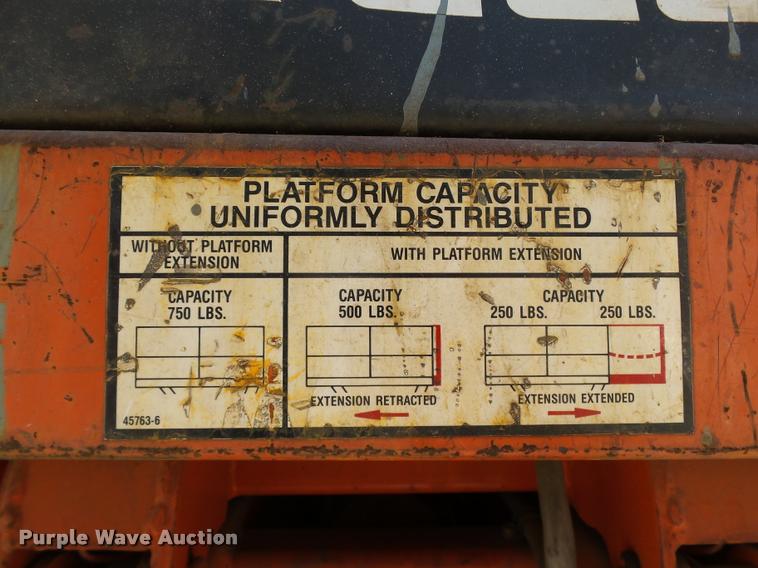 PLATFORM CAPACITY
UNIFORMLY DISTRIBUTED
WITHOUT PLATFORM
EXTENSION
WITH PLATFORM EXTENSION
CAPACITY
750 LBS.
CAPACITY
500 LBS.
CAPACITY
250 LBS. 250 LBS.
EXTENSION RETRACTED
EXTENSION EXTENDED
45763-6
Purple Wave Auction